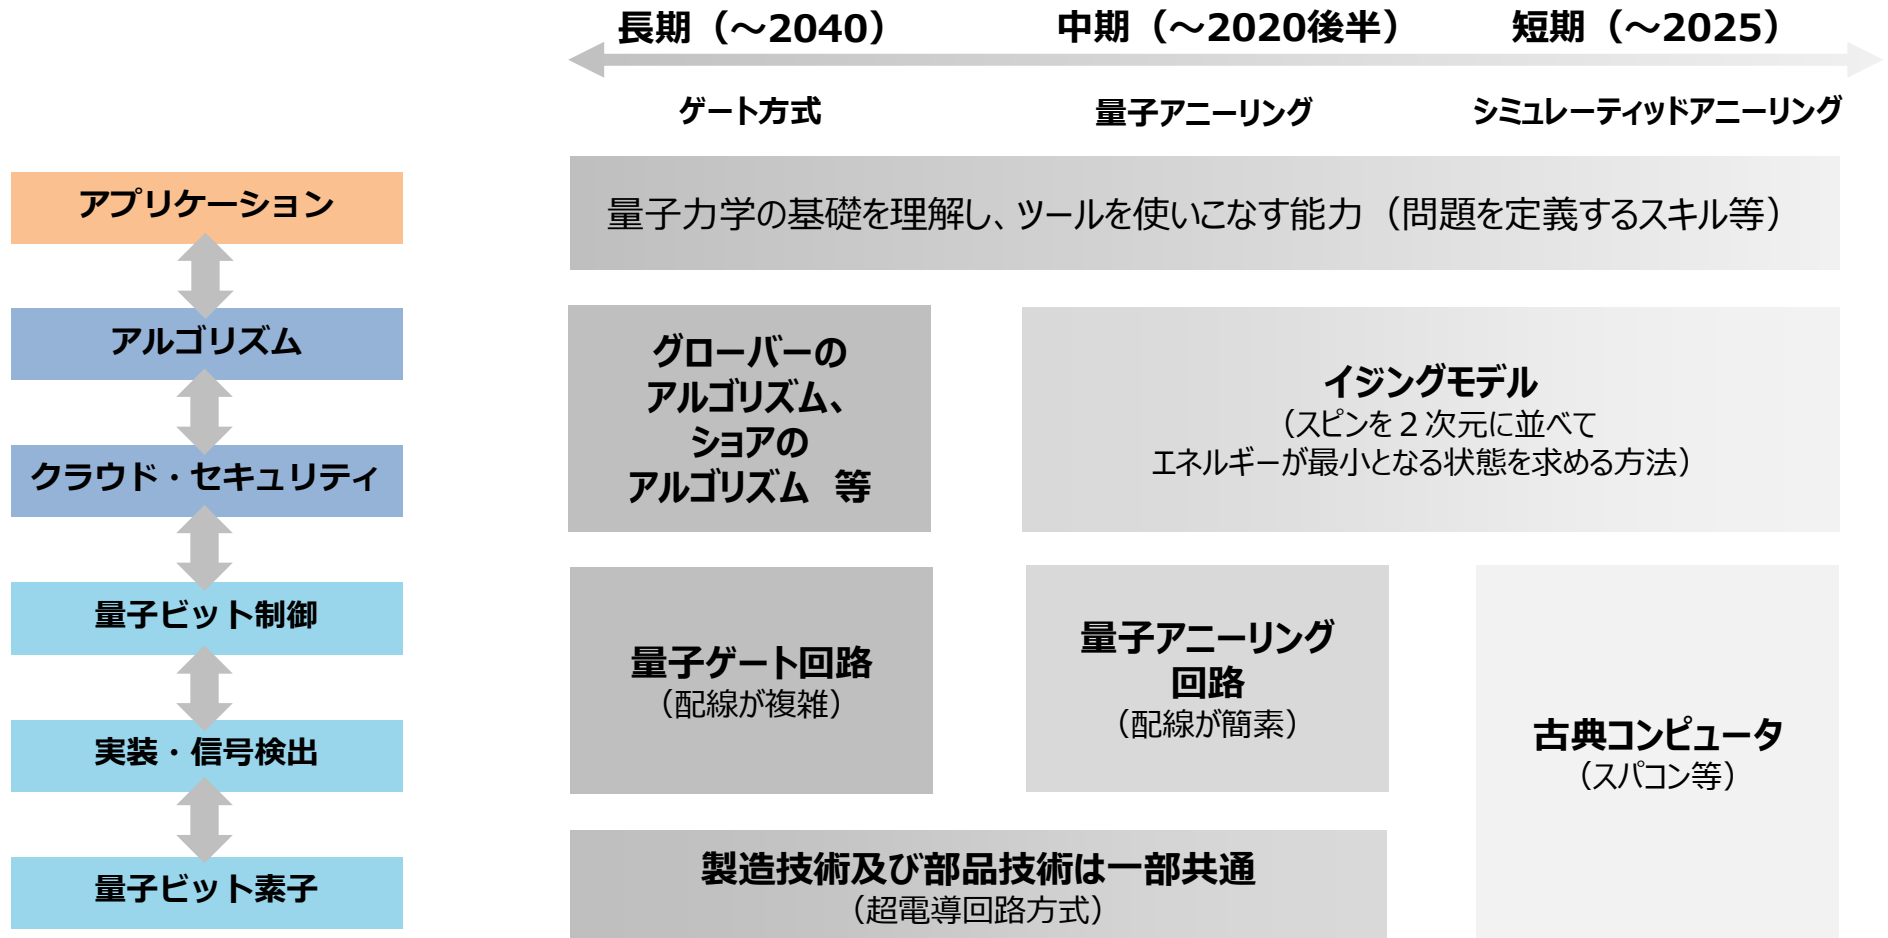 長期（～2040）
中期（～2020後半）
短期（～2025）
ゲート方式
量子アニーリング
シミュレーティッドアニーリング
アプリケーション
量子力学の基礎を理解し、ツールを使いこなす能力（問題を定義するスキル等）
アルゴリズム
クラウド・セキュリティ
グローバーの
アルゴリズム、
ショアの
アルゴリズム　等
イジングモデル
（スピンを２次元に並べて
エネルギーが最小となる状態を求める方法）
量子ビット制御
実装・信号検出
量子ゲート回路
（配線が複雑）
量子アニーリング
回路
（配線が簡素）
古典コンピュータ
（スパコン等）
量子ビット素子
製造技術及び部品技術は一部共通
（超電導回路方式）